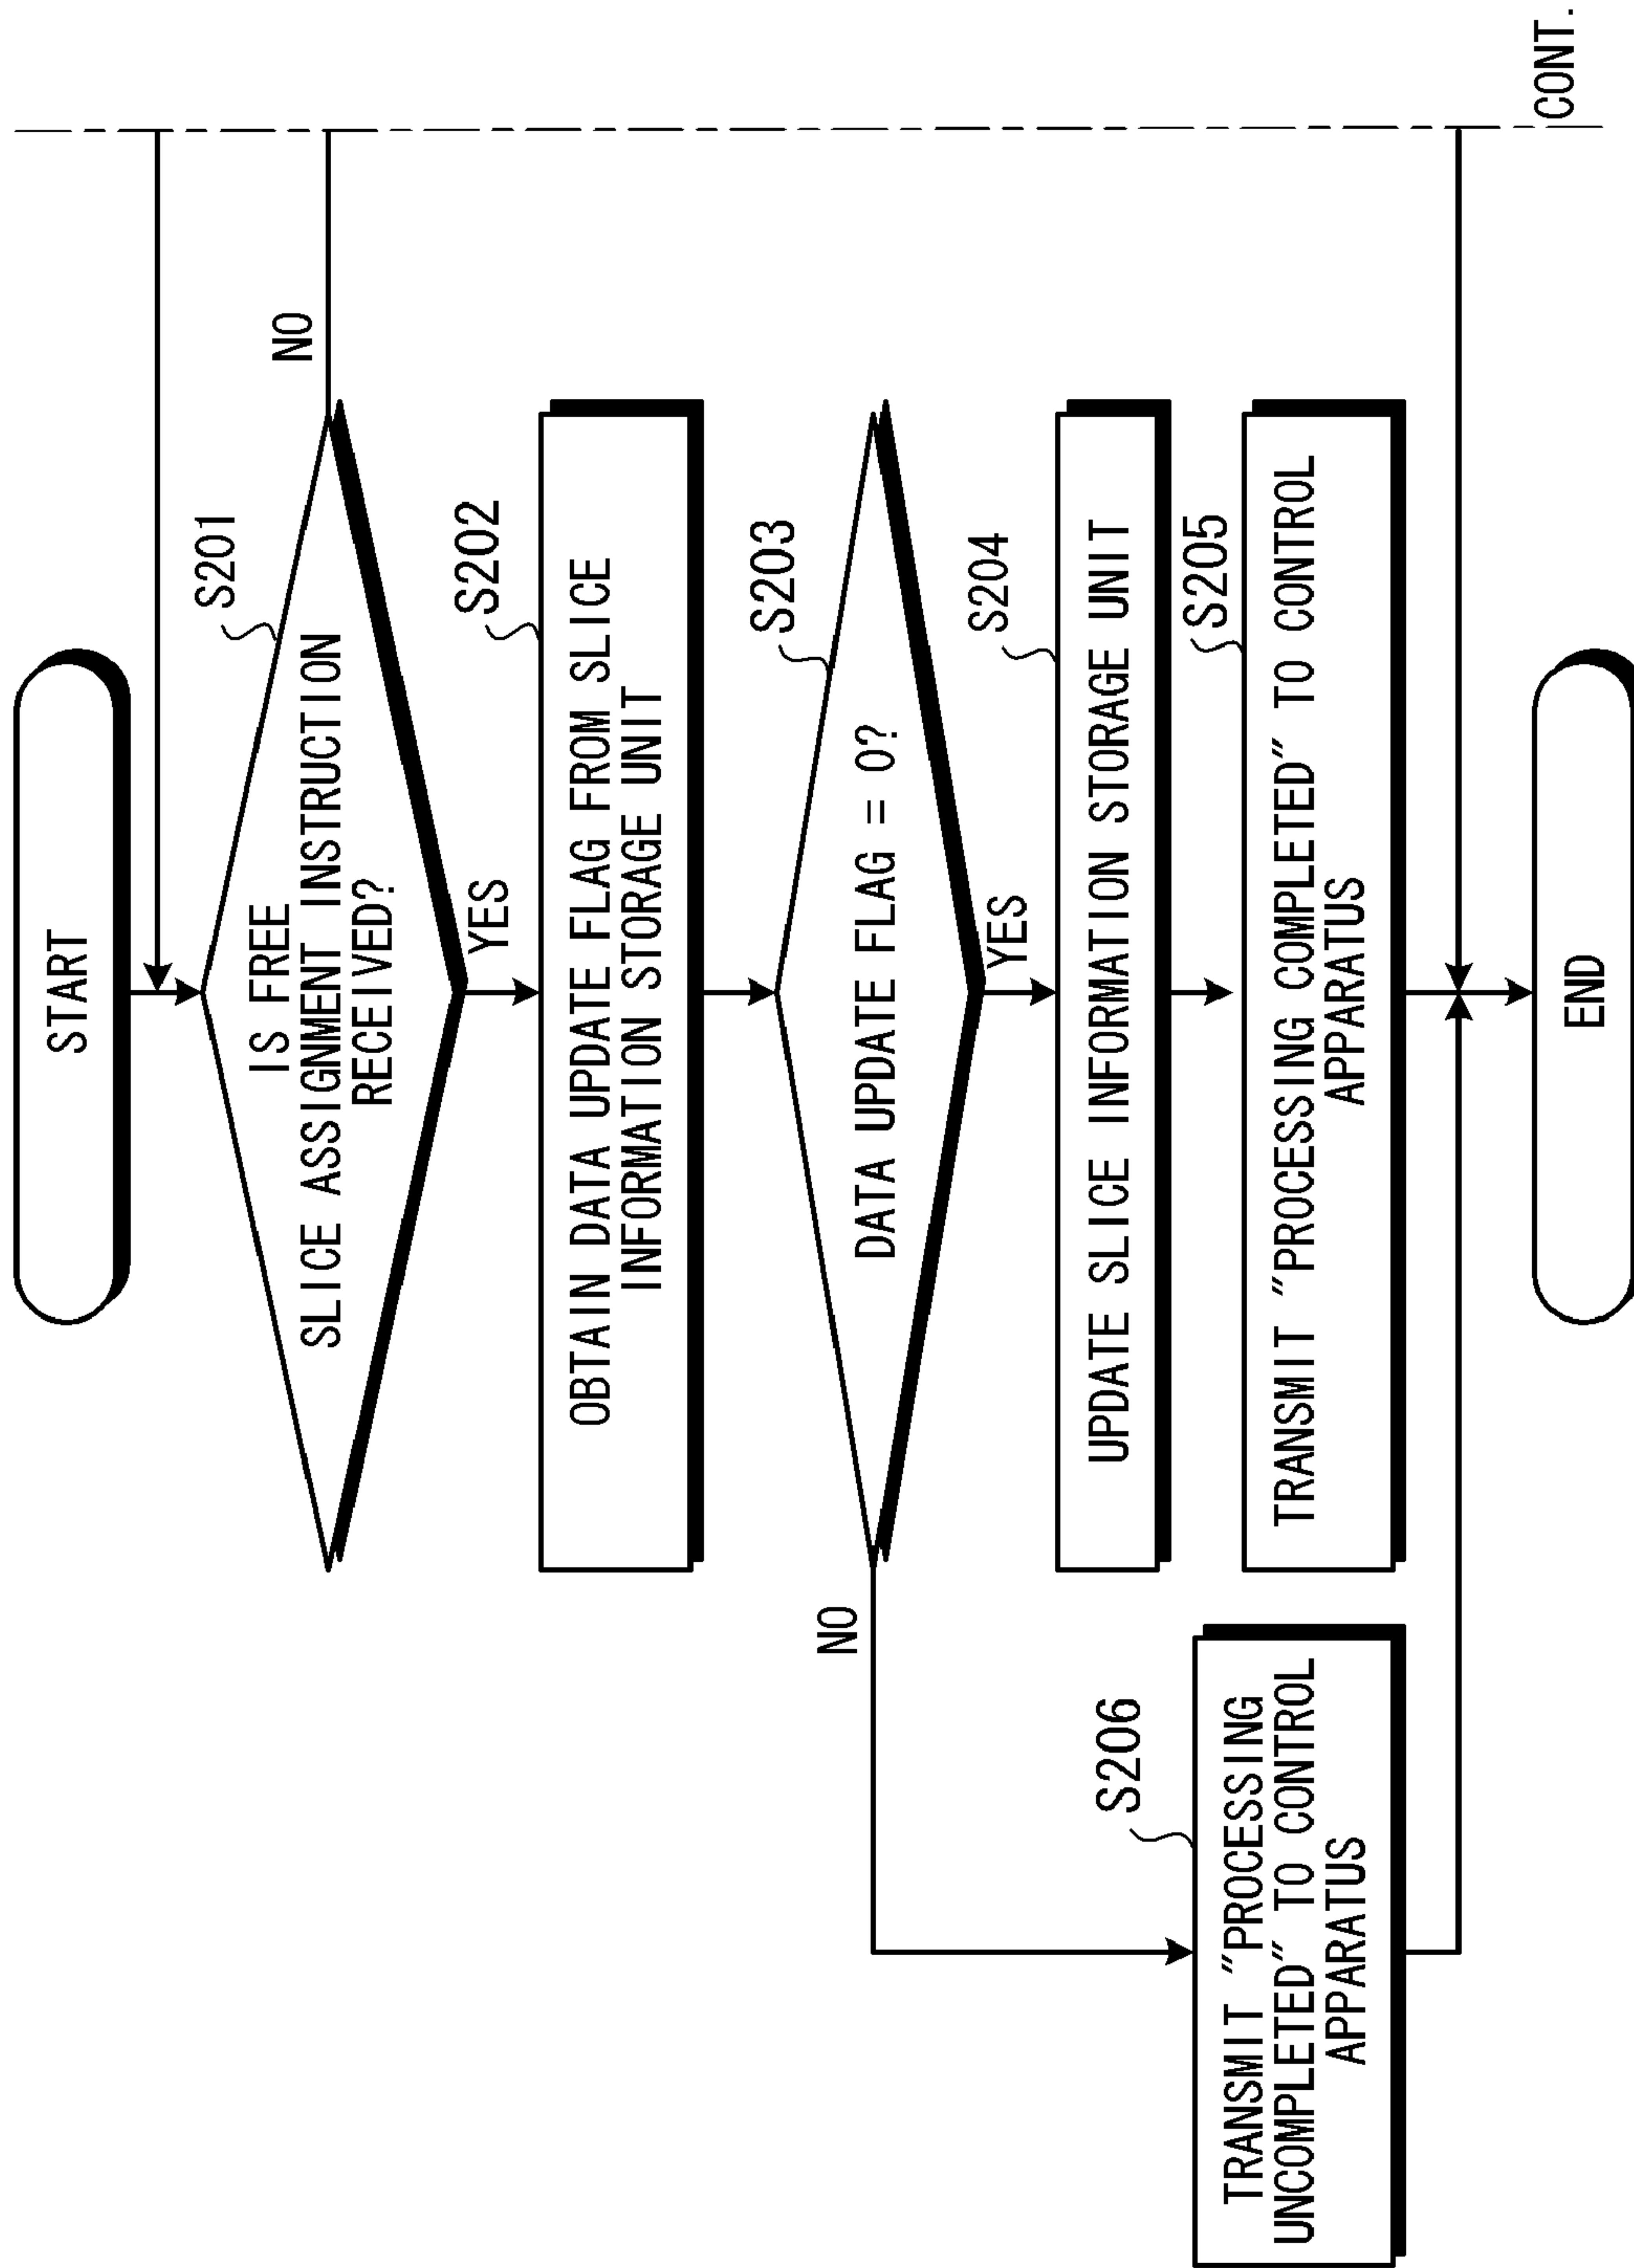 START
S201
IS FREE
SLICE ASSIGNMENT INSTRUCTION
RECEIVED?
NO
YES
S202
OBTAIN DATA UPDATE FLAG FROM SLICE
INFORMATION STORAGE UNIT
S203
DATA UPDATE FLAG = 0?
NO
YES
S204
UPDATE SLICE INFORMATION STORAGE UNIT
S205
TRANSMIT "PROCESSING COMPLETED" TO CONTROL
APPARATUS
S206
TRANSMIT "PROCESSING
UNCOMPLETED" TO CONTROL
APPARATUS
END
CONT.